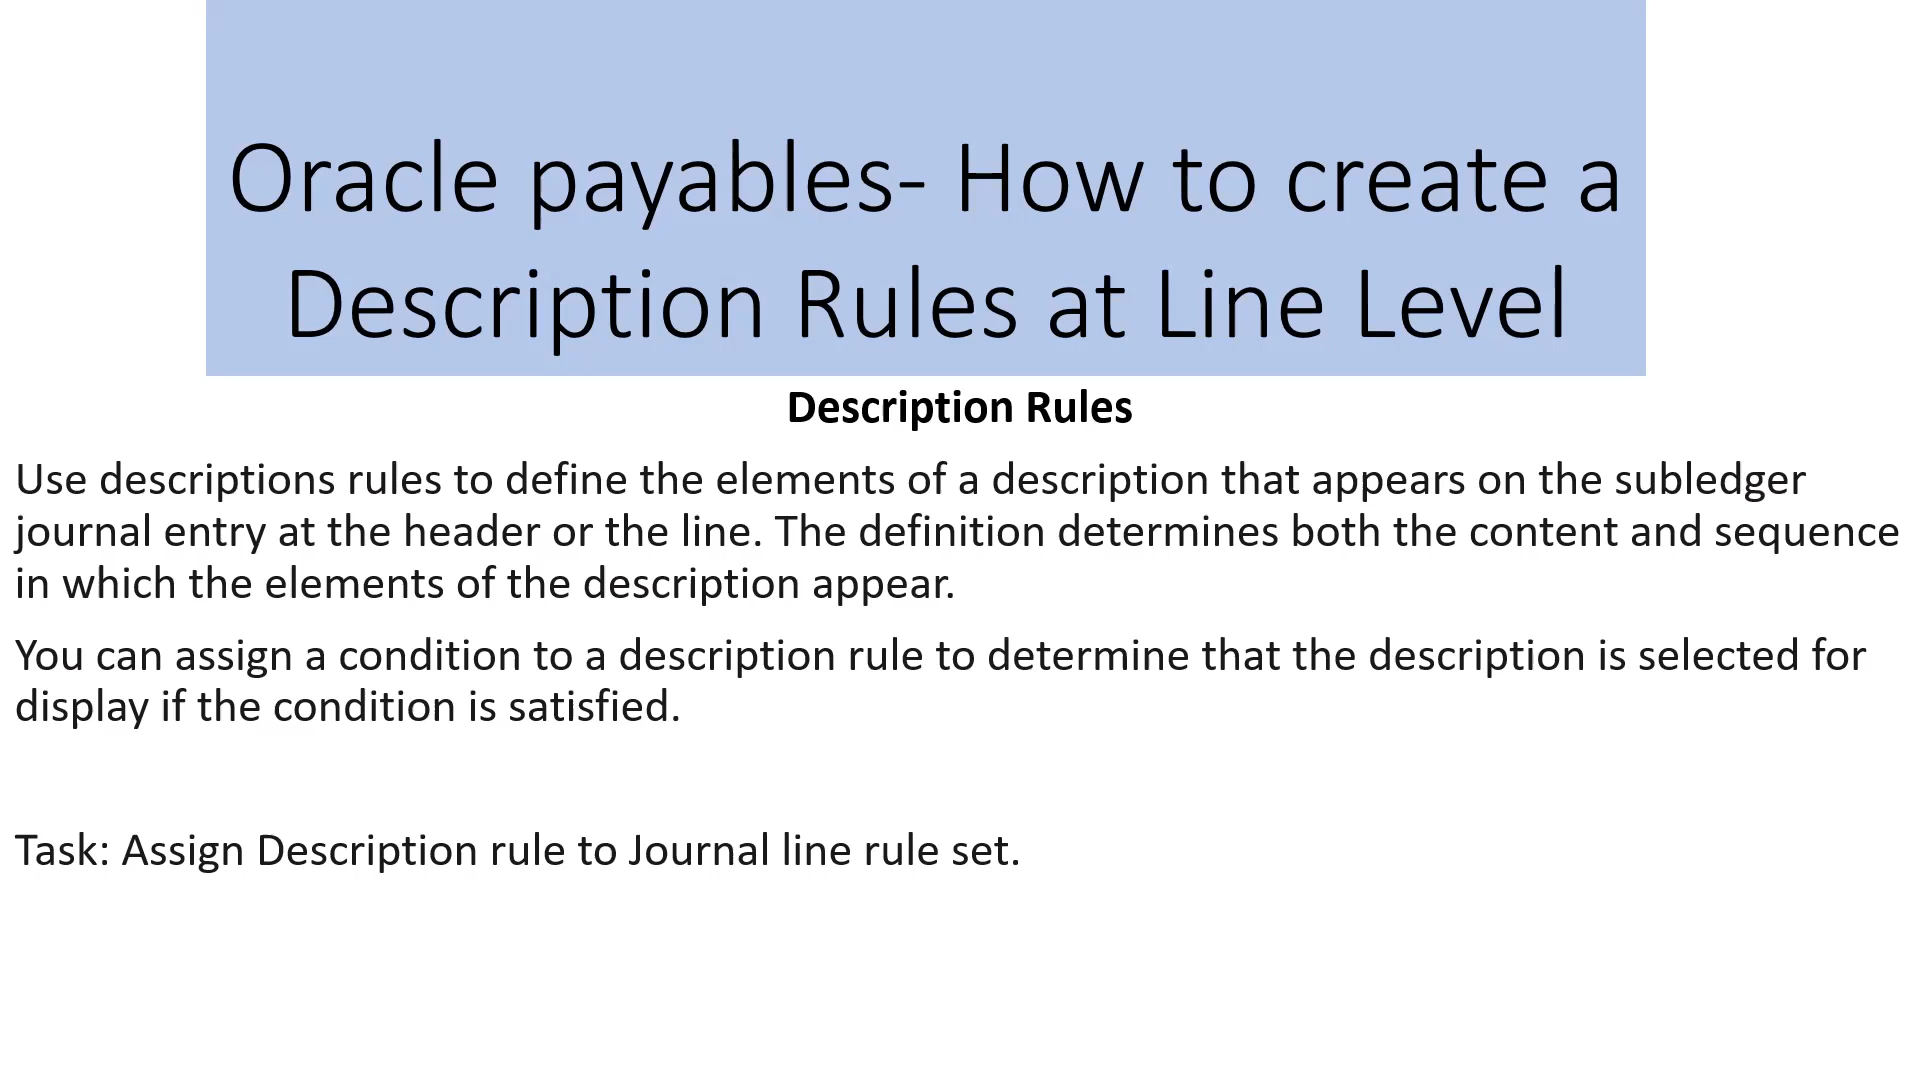 Oracle payables- How to create a
Description Rules at Line Level
Description Rules
Use descriptions rules to define the elements of a description that appears on the subledger
journal entry at the header or the line. The definition determines both the content and sequence
in which the elements of the description appear.
You can assign a condition to a description rule to determine that the description is selected for
display if the condition is satisfied.
Task: Assign Description rule to Journal line rule set.